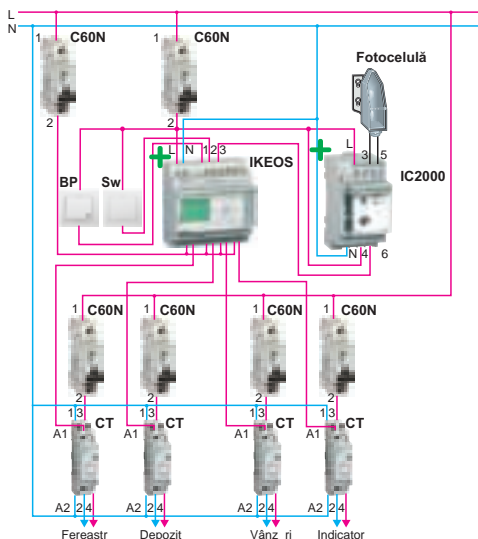 L
N
1 C60N 1 C60N
Fotocelulă
2 2
L N 1 2 3 L 3 5
IKEOS
BP Sw IC2000
N 4 6
1 C60N 1 C60N 1 C60N 1 C60N
2 2 2 2
1 3 1 3 1 3 1 3
CT CT CT CT
A1 A1 A1 A1
A2 2 4 A2 2 4 A2 2 4 A2 2 4
Fereastr Depozit Vânz ri Indicator